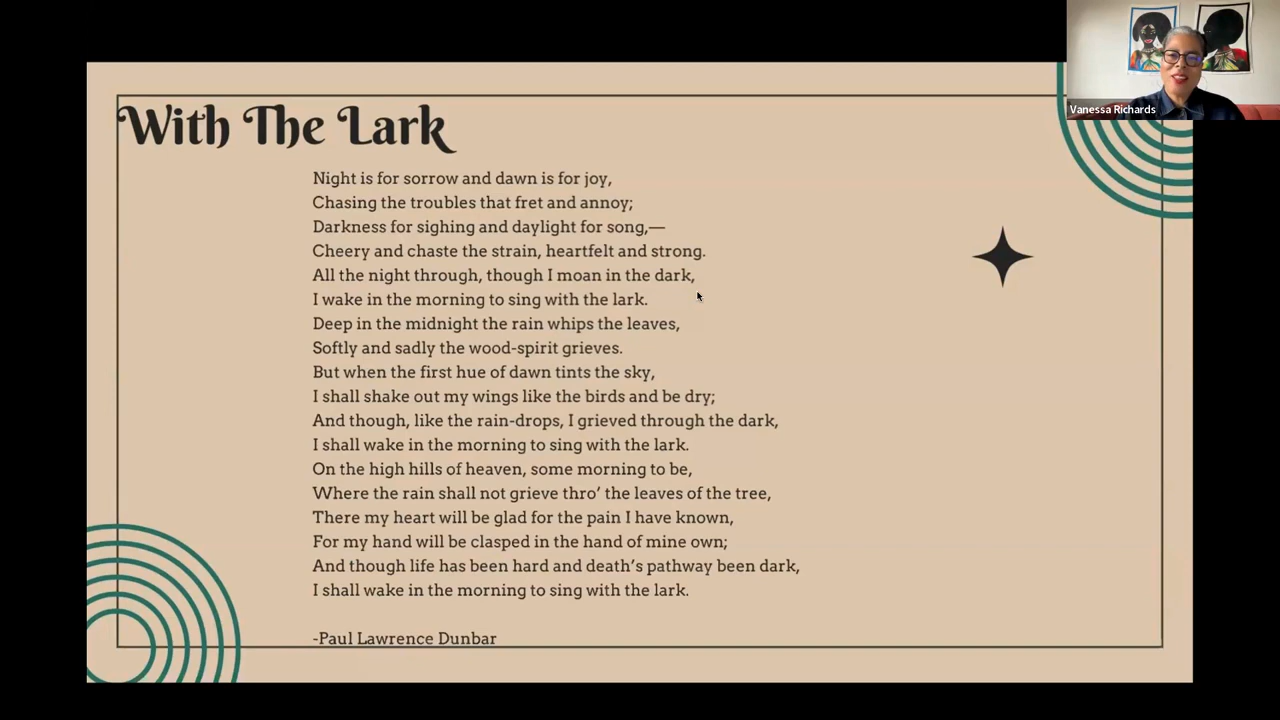 Vanessa Richards
With The Lark
Night is for sorrow and dawn is for joy,
Chasing the troubles that fret and annoy;
Darkness for sighing and daylight for song,—
Cheery and chaste the strain, heartfelt and strong.
All the night through, though I moan in the dark,
I wake in the morning to sing with the lark.
Deep in the midnight the rain whips the leaves,
Softly and sadly the wood-spirit grieves.
But when the first hue of dawn tints the sky,
I shall shake out my wings like the birds and be dry;
And though, like the rain-drops, I grieved through the dark,
I shall wake in the morning to sing with the lark.
On the high hills of heaven, some morning to be,
Where the rain shall not grieve thro’ the leaves of the tree,
There my heart will be glad for the pain I have known,
For my hand will be clasped in the hand of mine own;
And though life has been hard and death’s pathway been dark,
I shall wake in the morning to sing with the lark.
-Paul Lawrence Dunbar